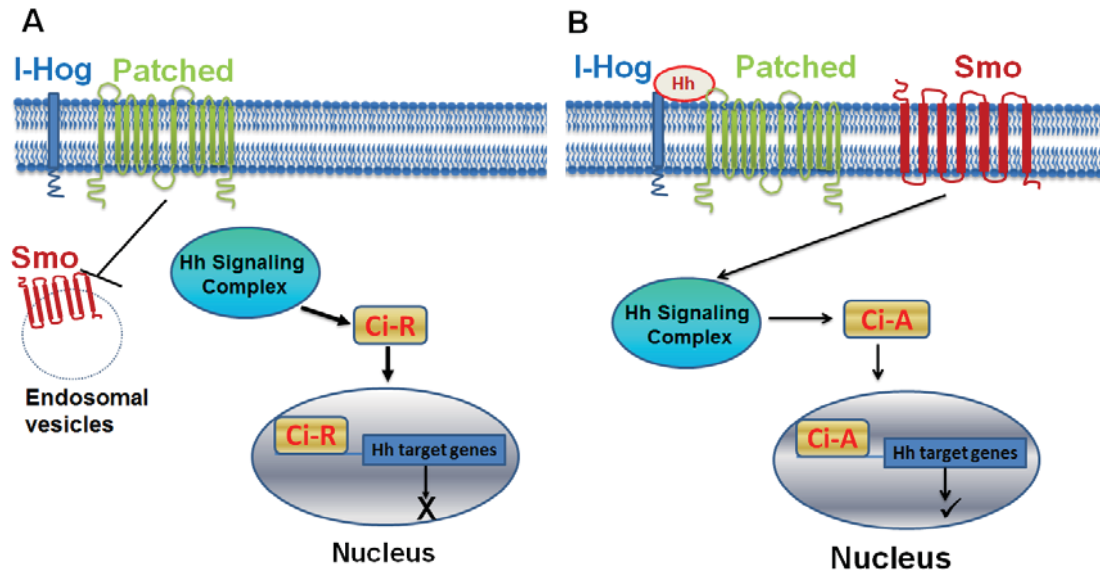 A
I-Hog Patched
Smo
Endosomal
vesicles
Hh Signaling
Complex
Ci-R
Ci-R
Hh target genes
X
Nucleus
B
I-Hog Hh Patched Smo
Hh Signaling
Complex
Ci-A
Ci-A
Hh target genes
✓
Nucleus